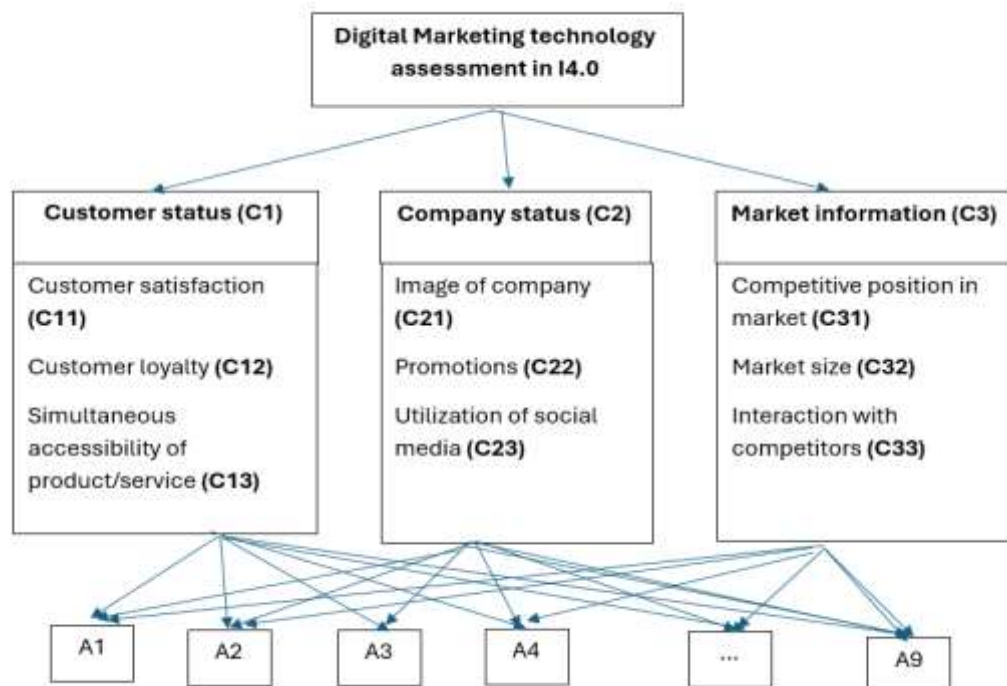 Digital Marketing technology
assessment in I4.0
Customer status (C1)
Customer satisfaction
(C11)
Customer loyalty (C12)
Simultaneous
accessibility of
product/service (C13)
Company status (C2)
Image of company
(C21)
Promotions (C22)
Utilization of social
media (C23)
Market information (C3)
Competitive position in
market (C31)
Market size (C32)
Interaction with
competitors (C33)
A1
A2
A3
A4
...
A9